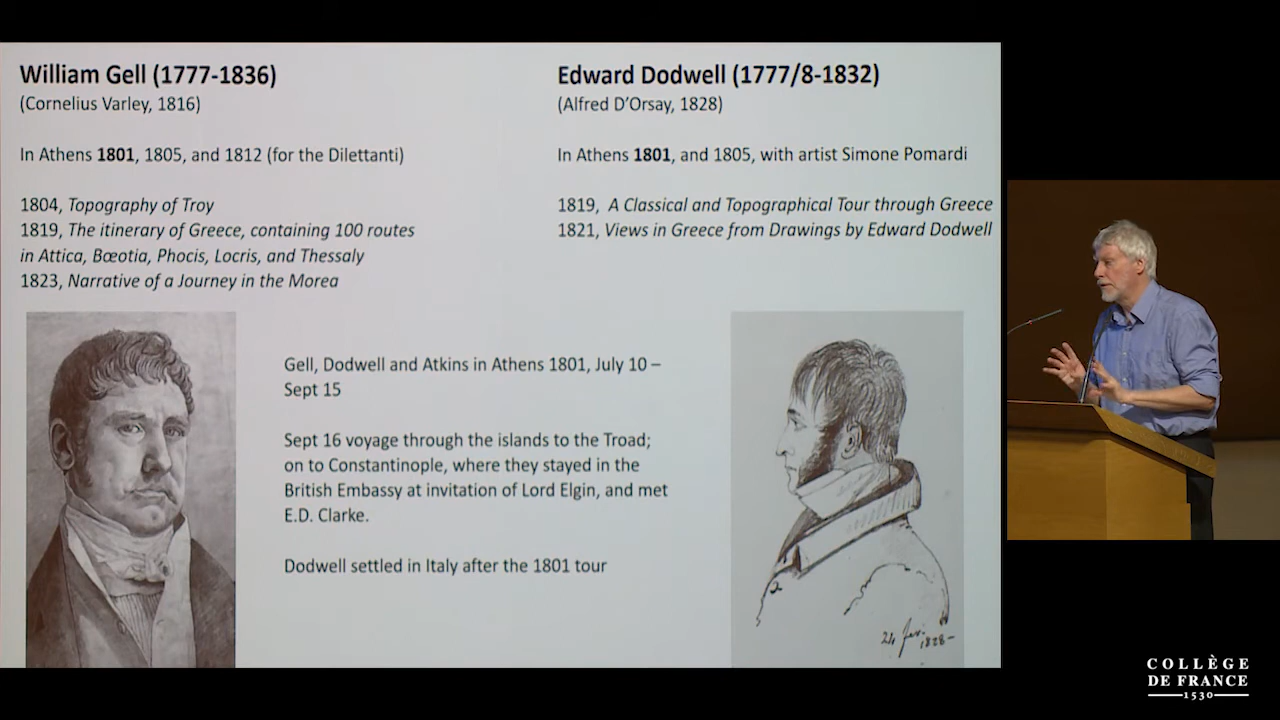 William Gell (1777-1836)
(Cornelius Varley, 1816)
In Athens 1801, 1805, and 1812 (for the Dilettanti)
1804, Topography of Troy
1819, The itinerary of Greece, containing 100 routes
in Attica, Bœotia, Phocis, Locris, and Thessaly
1823, Narrative of a Journey in the Morea
Edward Dodwell (1777/8-1832)
(Alfred D'Orsay, 1828)
In Athens 1801, and 1805, with artist Simone Pomardi
1819, A Classical and Topographical Tour through Greece
1821, Views in Greece from Drawings by Edward Dodwell
Gell, Dodwell and Atkins in Athens 1801, July 10 –
Sept 15
Sept 16 voyage through the islands to the Troad;
on to Constantinople, where they stayed in the
British Embassy at invitation of Lord Elgin, and met
E.D. Clarke.
Dodwell settled in Italy after the 1801 tour
24
1828-
COLLÈGE
DE FRANCE
1530